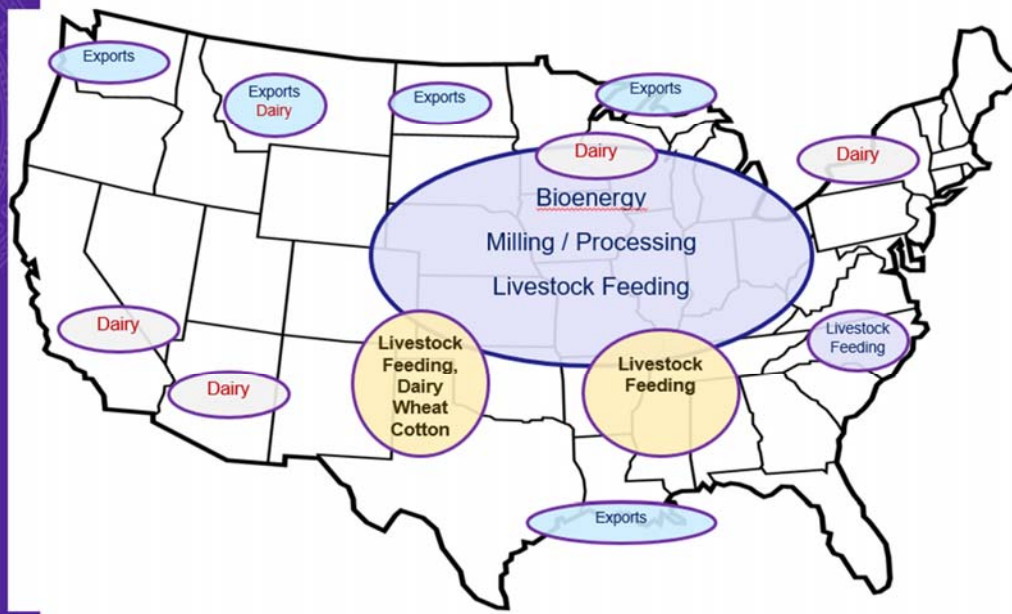 Exports
Exports
Dairy
Exports
Exports
Dairy
Dairy
Bioenergy
Milling / Processing
Livestock Feeding
Dairy
Livestock
Feeding,
Dairy
Wheat
Cotton
Livestock
Feeding
Livestock
Feeding
Dairy
Exports